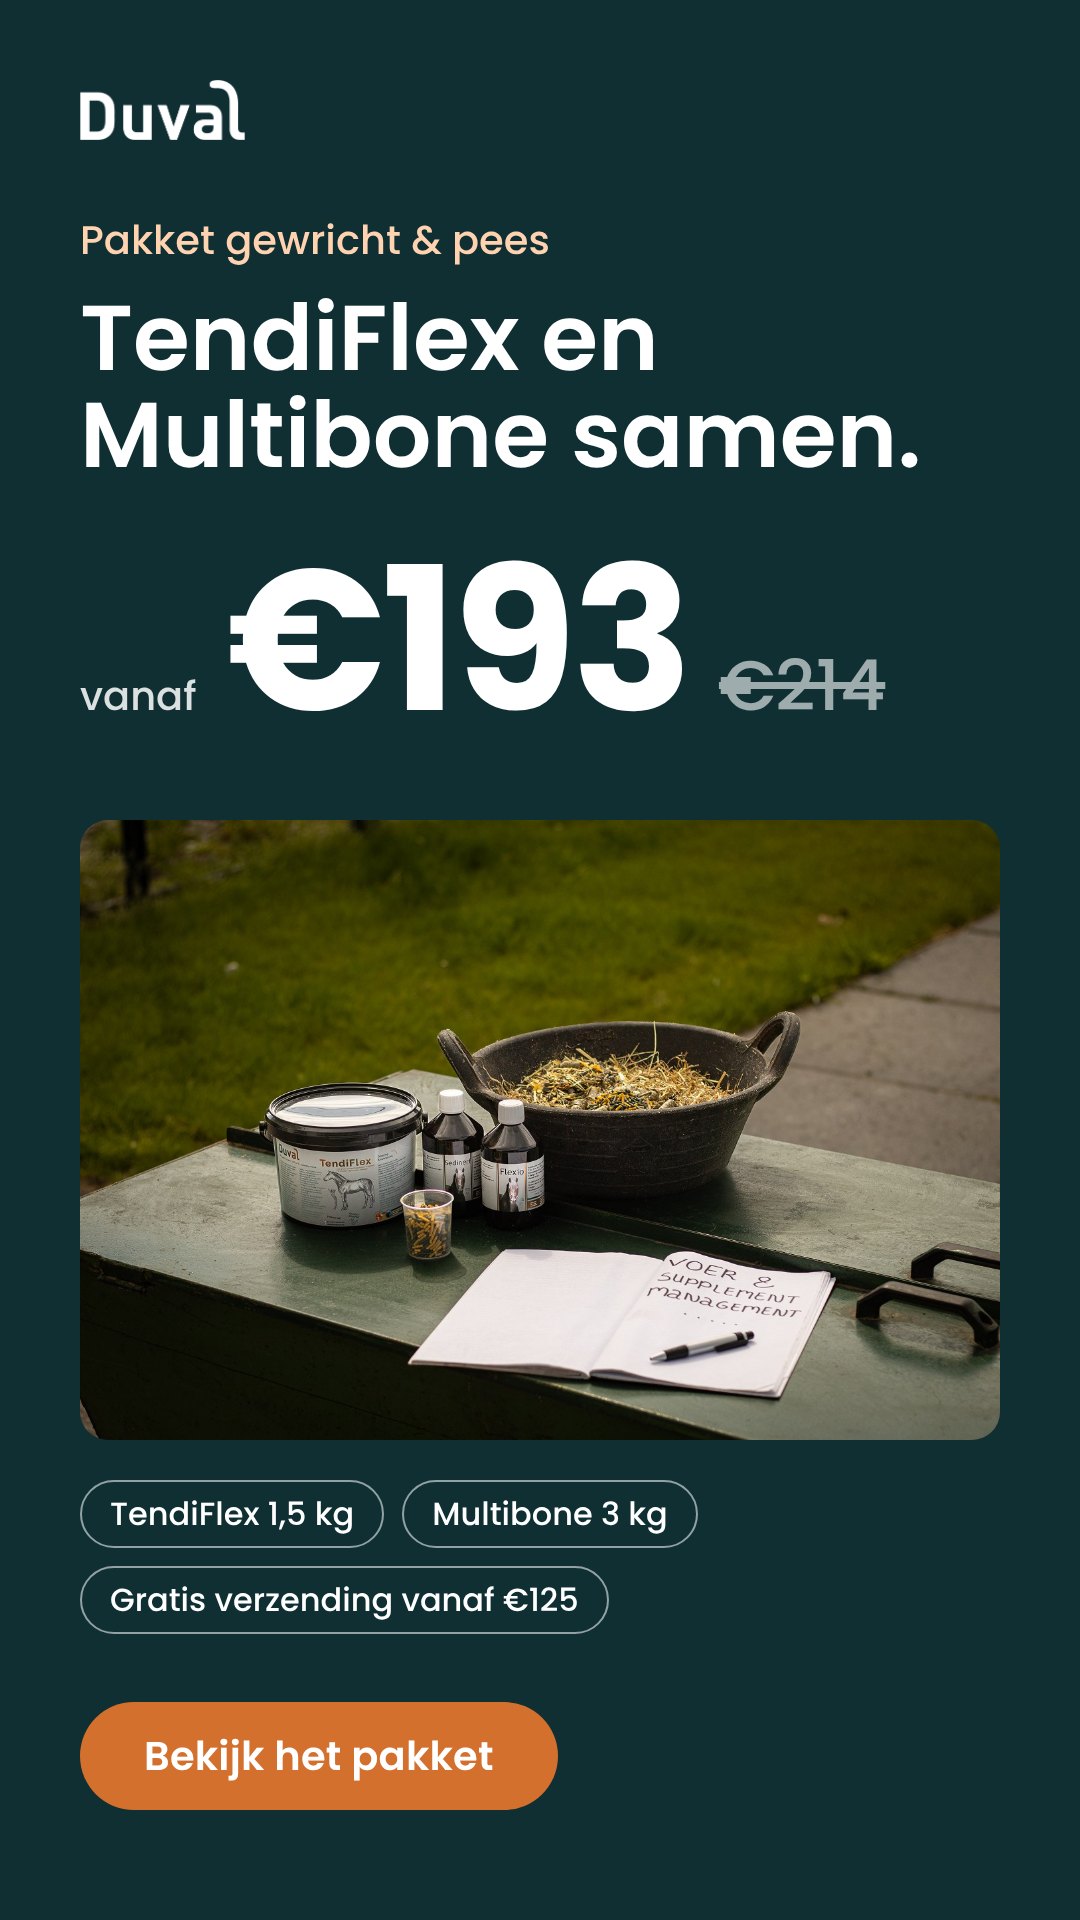 Duval
Pakket gewricht & pees
TendiFlex en
Multibone samen.
vanaf €193 €214
Duval
TendiFlex
Flexio
VOER &
SUPPLEMENT
MANAGEMENT
.....
TendiFlex 1,5 kg
Multibone 3 kg
Gratis verzending vanaf €125
Bekijk het pakket